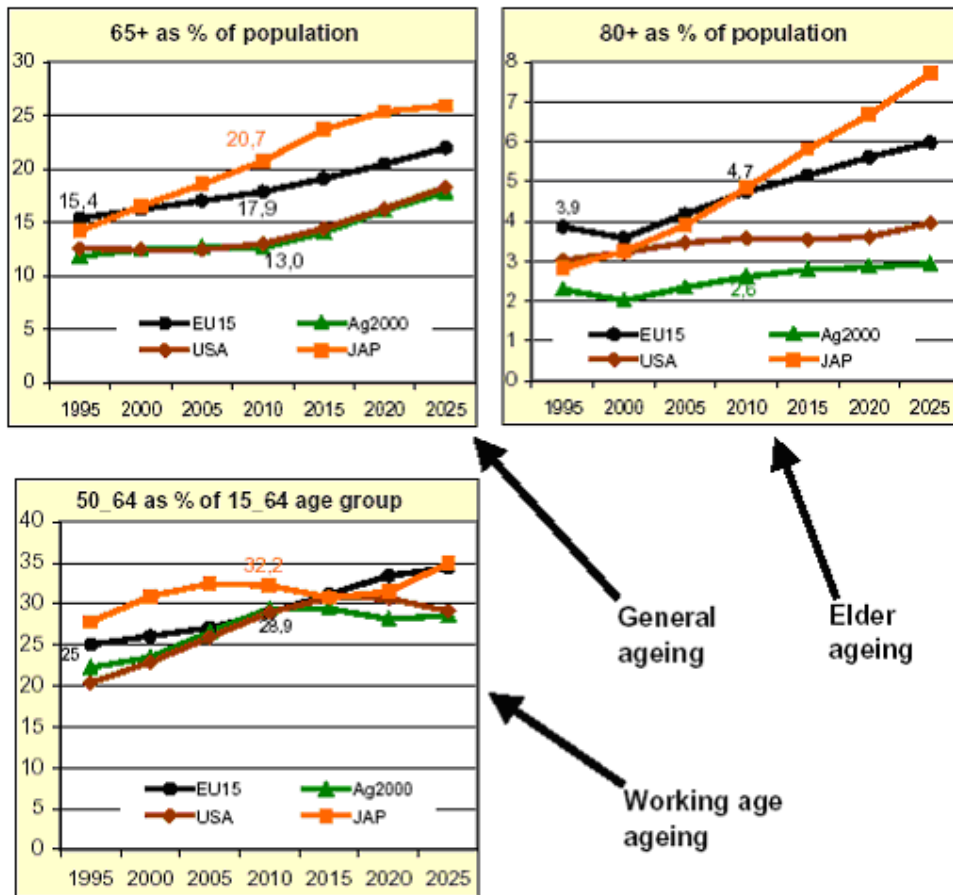 65+ as % of population
30
25
20
15
10
5
0
20,7
15,4
17,9
13,0
EU15
Ag2000
USA
JAP
1995 2000 2005 2010 2015 2020 2025
80+ as % of population
8
7
6
5
4
3
2
1
0
4,7
3,9
2,6
EU15
Ag2000
USA
JAP
1995 2000 2005 2010 2015 2020 2025
50_64 as % of 15_64 age group
40
35
30
25
20
15
10
5
0
32,2
25
28,9
EU15
Ag2000
USA
JAP
1995 2000 2005 2010 2015 2020 2025
General
ageing
Elder
ageing
Working age
ageing